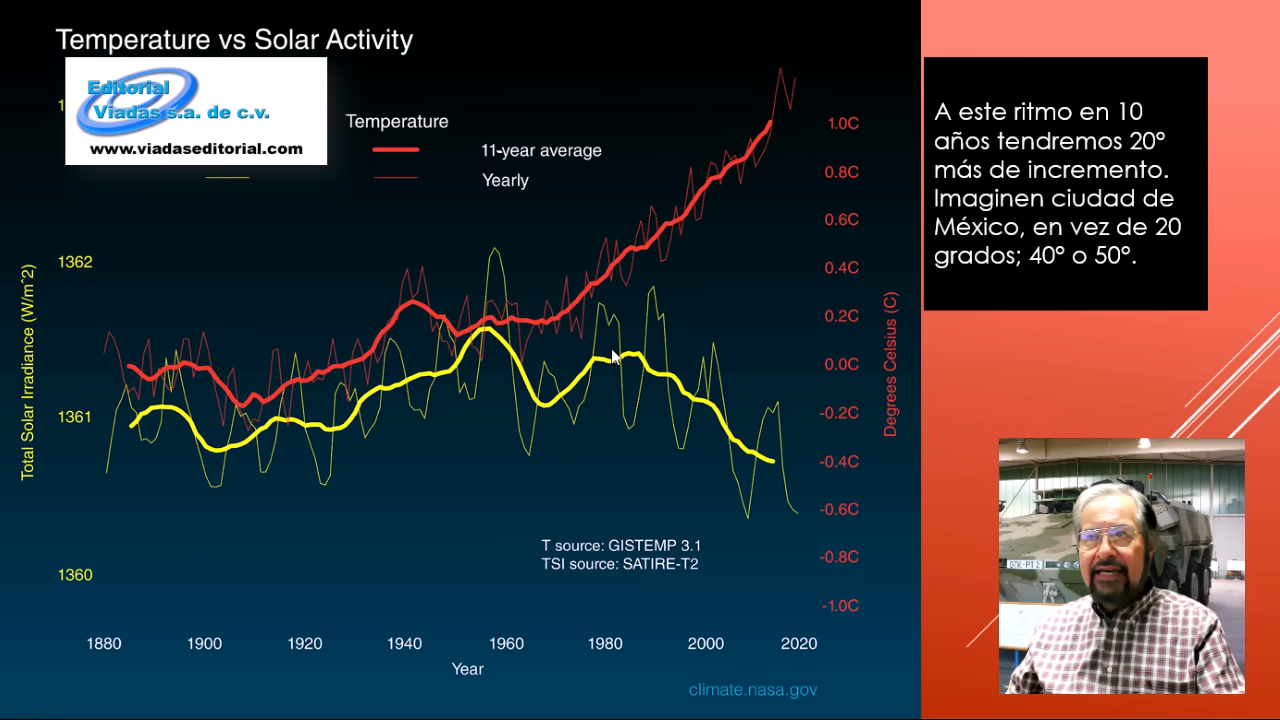 Temperature vs Solar Activity
Editorial
Viadas s.a. de c.v.
www.viadaseditorial.com
Temperature
11-year average
Yearly
A este ritmo en 10
años tendremos 20º
más de incremento.
Imaginen ciudad de
México, en vez de 20
grados; 40º o 50º.
Total Solar Irradiance (W/m^2)
1362
1361
1360
1.0C
0.8C
0.6C
0.4C
0.2C
0.0C
-0.2C
-0.4C
-0.6C
-0.8C
-1.0C
Degrees Celsius (C)
T source: GISTEMP 3.1
TSI source: SATIRE-T2
1880 1900 1920 1940 1960 1980 2000 2020
Year
climate.nasa.gov